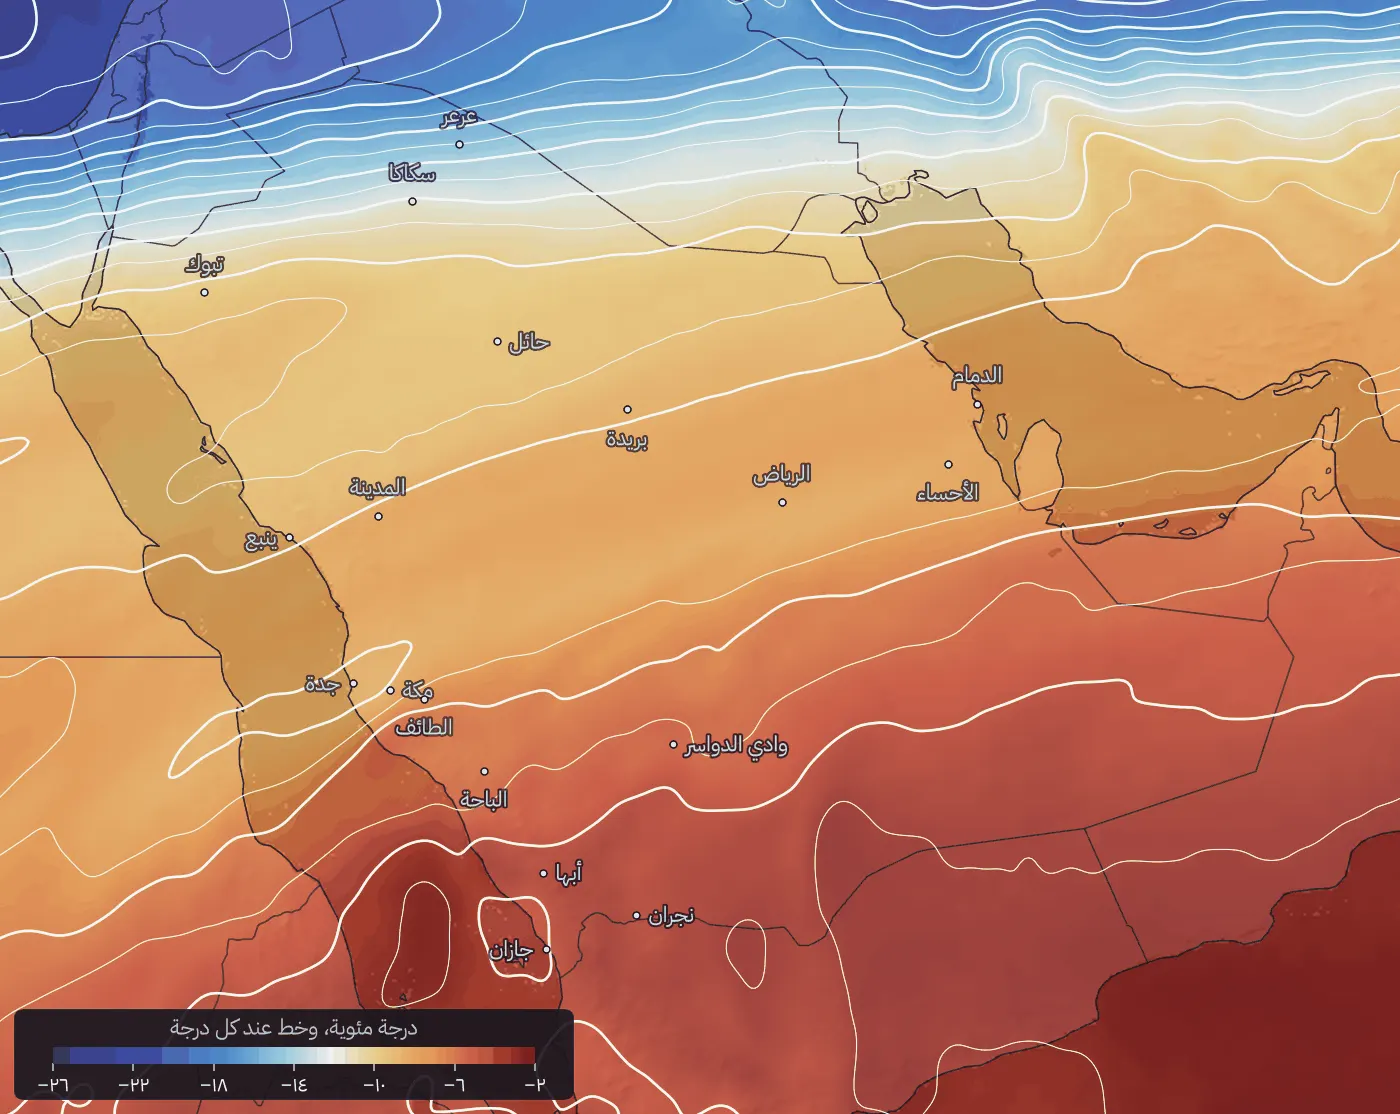 عرعر
سكاكا
تبوك
حائل
الدمام
بريدة
الرياض
الأحساء
المدينة
ينبع
جدة
مكة
الطائف
وادي الدواسر
الباحة
أبها
نجران
جازان
درجة مئوية، وخط عند كل درجة
−٢٦ −٢٢ −١٨ −١٤ −١٠ −٦ −٢